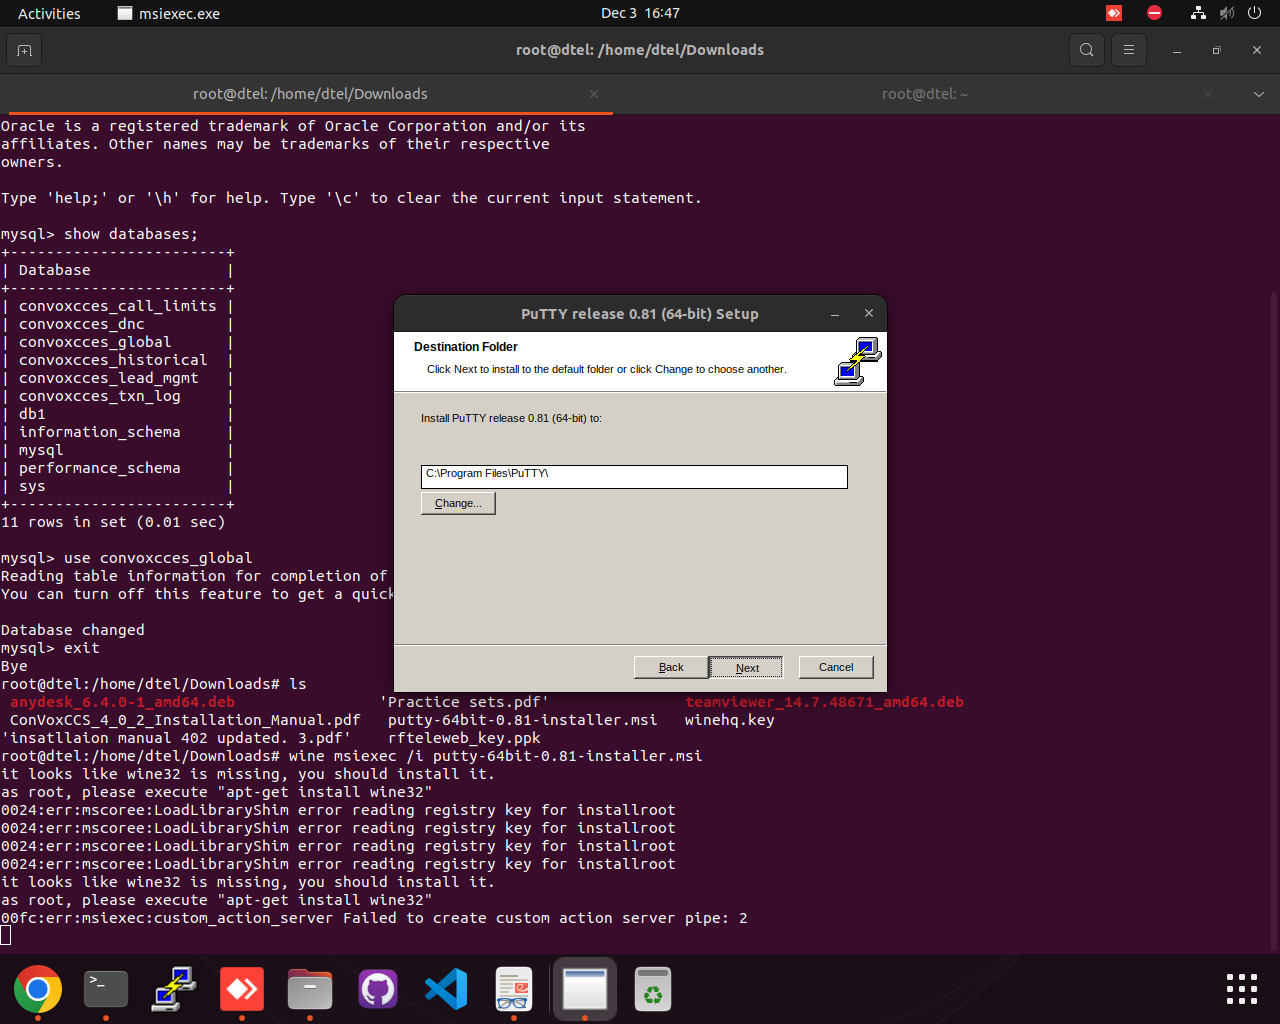 Activities
msiexec.exe
Dec 3 16:47
root@dtel: /home/dtel/Downloads
root@dtel: /home/dtel/Downloads
root@dtel: ~
Oracle is a registered trademark of Oracle Corporation and/or its
affiliates. Other names may be trademarks of their respective
owners.
Type 'help;' or '\h' for help. Type '\c' to clear the current input statement.
mysql> show databases;
+------------------------+
| Database               |
+------------------------+
| convoxcces_call_limits |
| convoxcces_dnc         |
| convoxcces_global      |
| convoxcces_historical  |
| convoxcces_lead_mgmt   |
| convoxcces_txn_log     |
| db1                    |
| information_schema     |
| mysql                  |
| performance_schema     |
| sys                    |
+------------------------+
11 rows in set (0.01 sec)
mysql> use convoxcces_global
Reading table information for completion of
You can turn off this feature to get a quick
Database changed
mysql> exit
Bye
root@dtel:/home/dtel/Downloads# ls
anydesk_6.4.0-1_amd64.deb 'Practice sets.pdf' teamviewer_14.7.48671_amd64.deb
ConVoxCCS_4_0_2_Installation_Manual.pdf putty-64bit-0.81-installer.msi winehq.key
'insatllaion manual 402 updated. 3.pdf' rfteleweb_key.ppk
root@dtel:/home/dtel/Downloads# wine msiexec /i putty-64bit-0.81-installer.msi
it looks like wine32 is missing, you should install it.
as root, please execute "apt-get install wine32"
0024:err:mscoree:LoadLibraryShim error reading registry key for installroot
0024:err:mscoree:LoadLibraryShim error reading registry key for installroot
0024:err:mscoree:LoadLibraryShim error reading registry key for installroot
0024:err:mscoree:LoadLibraryShim error reading registry key for installroot
it looks like wine32 is missing, you should install it.
as root, please execute "apt-get install wine32"
00fc:err:msiexec:custom_action_server Failed to create custom action server pipe: 2
PuTTY release 0.81 (64-bit) Setup
Destination Folder
Click Next to install to the default folder or click Change to choose another.
Install PuTTY release 0.81 (64-bit) to:
C:\Program Files\PuTTY\
Change...
Back
Next
Cancel